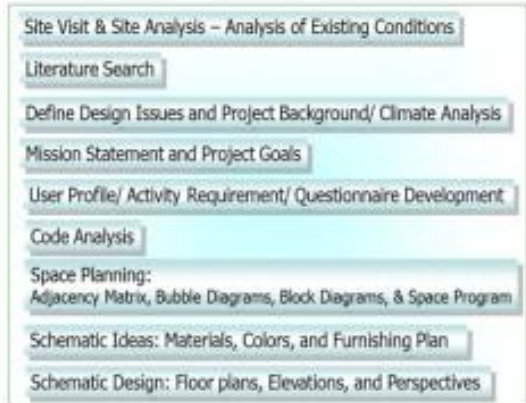 Site Visit & Site Analysis – Analysis of Existing Conditions
Literature Search
Define Design Issues and Project Background/ Climate Analysis
Mission Statement and Project Goals
User Profile/ Activity Requirement/ Questionnaire Development
Code Analysis
Space Planning:
Adjacency Matrix, Bubble Diagrams, Block Diagrams, & Space Program
Schematic Ideas: Materials, Colors, and Furnishing Plan
Schematic Design: Floor plans, Elevations, and Perspectives